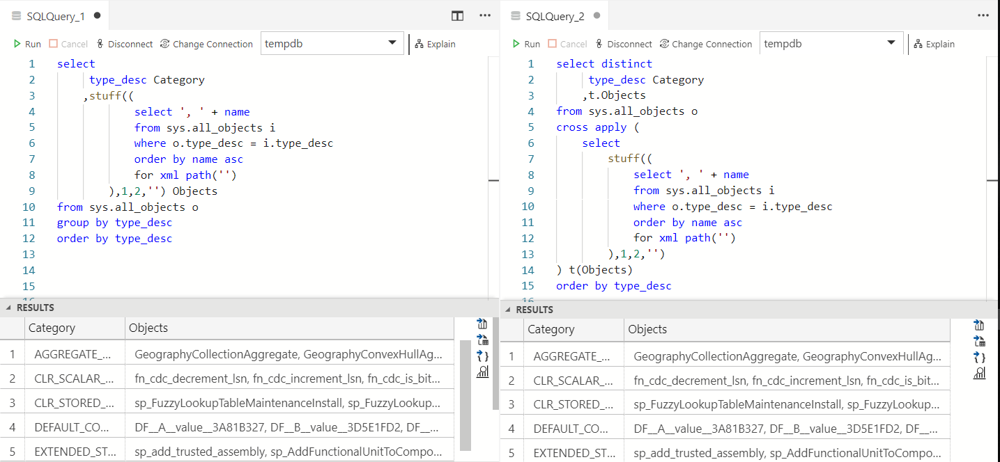 SQLQuery_1
Run Cancel Disconnect Change Connection tempdb Explain
1 select
2 type_desc Category
3 ,stuff((
4 select ', ' + name
5 from sys.all_objects i
6 where o.type_desc = i.type_desc
7 order by name asc
8 for xml path('')
9 ),1,2,'') Objects
10 from sys.all_objects o
11 group by type_desc
12 order by type_desc
13
14
15
RESULTS
Category Objects
1 AGGREGATE_... GeographyCollectionAggregate, GeographyConvexHullAg...
2 CLR_SCALAR_... fn_cdc_decrement_lsn, fn_cdc_increment_lsn, fn_cdc_is_bit...
3 CLR_STORED_... sp_FuzzyLookupTableMaintenanceInstall, sp_FuzzyLookup...
4 DEFAULT_CO... DF__A__value__3A81B327, DF__B__value__3D5E1FD2, DF__...
5 EXTENDED_ST... sp_add_trusted_assembly, sp_AddFunctionalUnitToCompo...
SQLQuery_2
Run Cancel Disconnect Change Connection tempdb Explain
1 select distinct
2 type_desc Category
3 ,t.Objects
4 from sys.all_objects o
5 cross apply (
6 select
7 stuff((
8 select ', ' + name
9 from sys.all_objects i
10 where o.type_desc = i.type_desc
11 order by name asc
12 for xml path('')
13 ),1,2,'')
14 ) t(Objects)
15 order by type_desc
RESULTS
Category Objects
1 AGGREGATE_... GeographyCollectionAggregate, GeographyConvexHullAg...
2 CLR_SCALAR_... fn_cdc_decrement_lsn, fn_cdc_increment_lsn, fn_cdc_is_bit...
3 CLR_STORED_... sp_FuzzyLookupTableMaintenanceInstall, sp_FuzzyLookup...
4 DEFAULT_CO... DF__A__value__3A81B327, DF__B__value__3D5E1FD2, DF__...
5 EXTENDED_ST... sp_add_trusted_assembly, sp_AddFunctionalUnitToCompo...